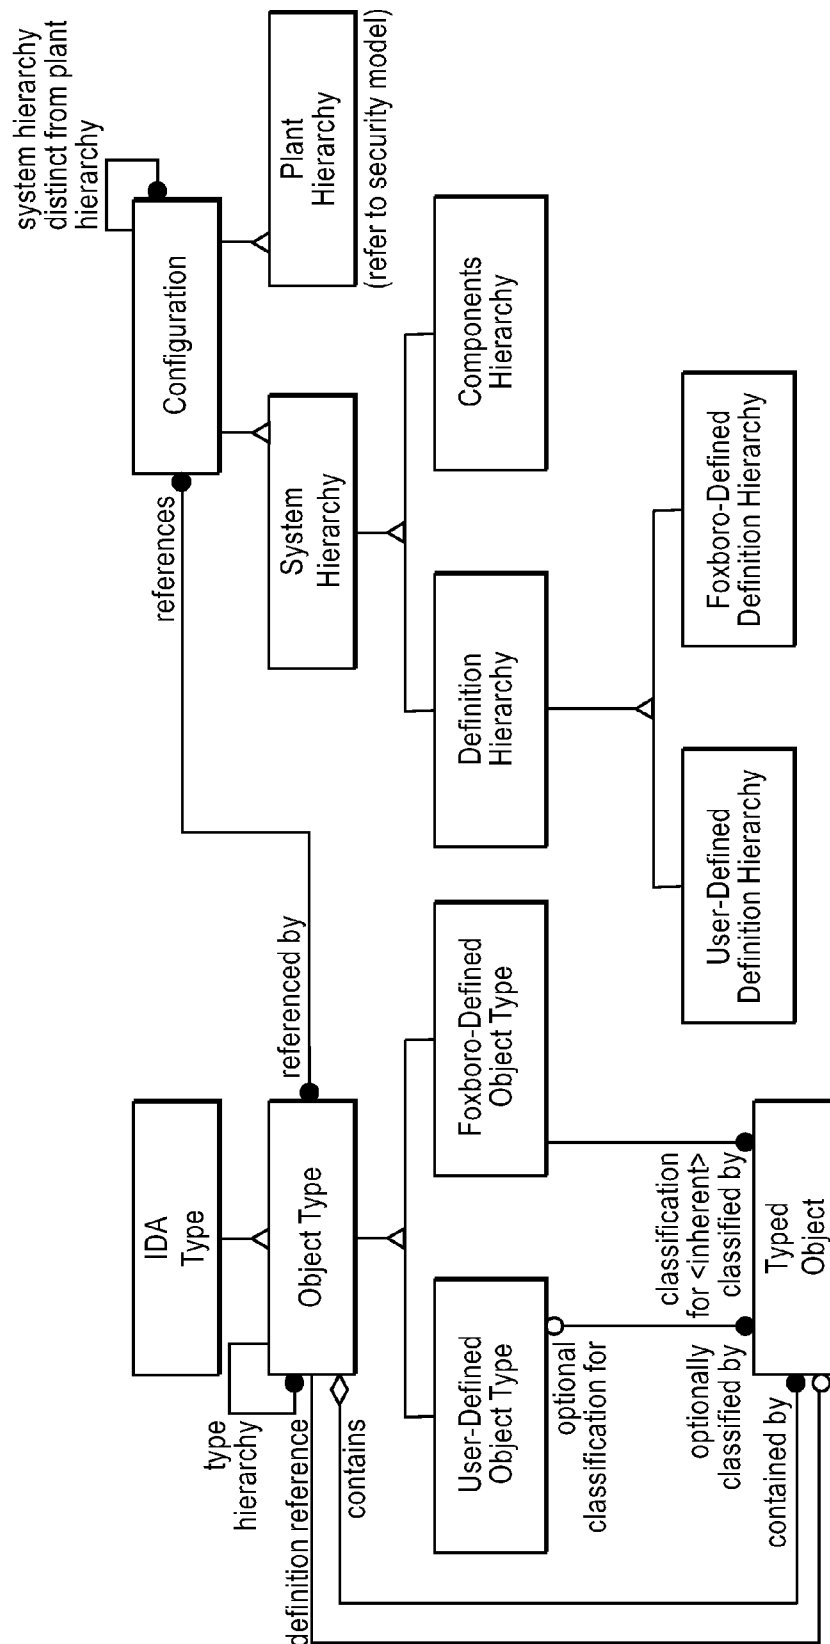 IDA
Type
type
hierarchy
Object Type
definition reference
contains
referenced by
references
Configuration
system hierarchy
distinct from plant
hierarchy
System
Hierarchy
Plant
Hierarchy
(refer to security model)
User-Defined
Object Type
Foxboro-Defined
Object Type
Definition
Hierarchy
Components
Hierarchy
optional
classification for
classification
for <inherent>
classified by
optionally
classified by
contained by
User-Defined
Definition Hierarchy
Foxboro-Defined
Definition Hierarchy
Typed
Object